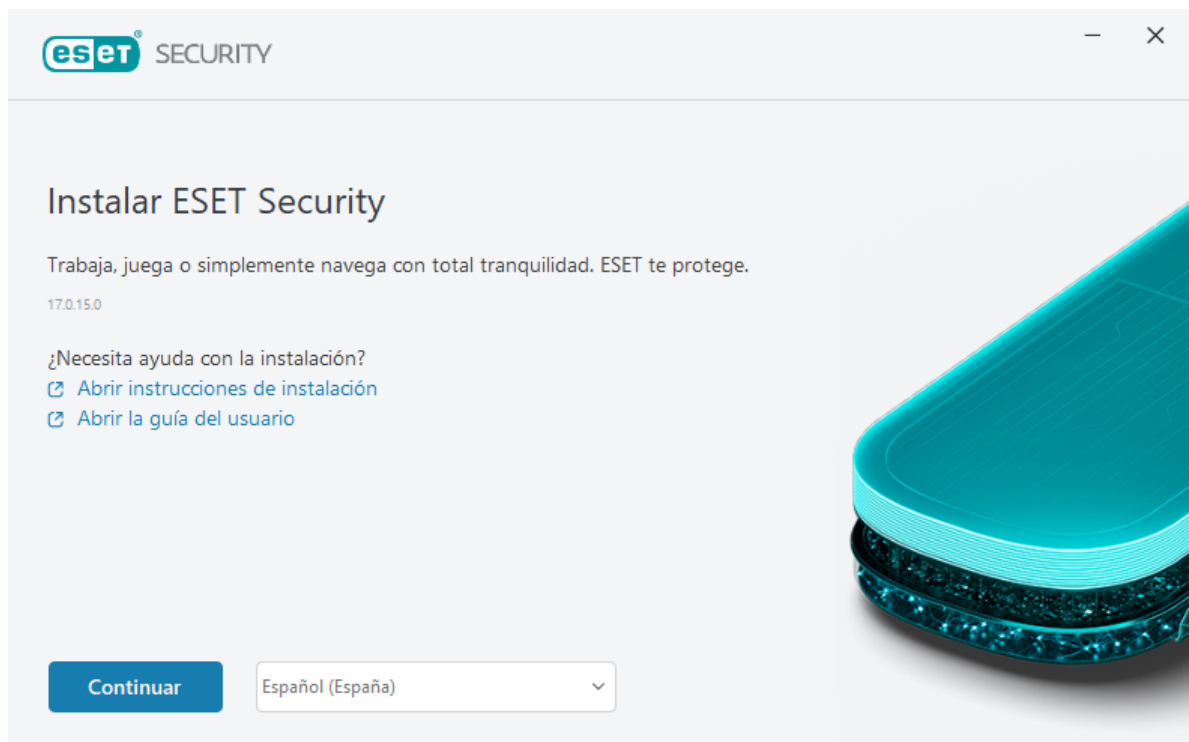 eset® SECURITY
Instalar ESET Security
Trabaja, juega o simplemente navega con total tranquilidad. ESET te protege.
17.0.15.0
¿Necesita ayuda con la instalación?
Abrir instrucciones de instalación
Abrir la guía del usuario
Continuar
Español (España)